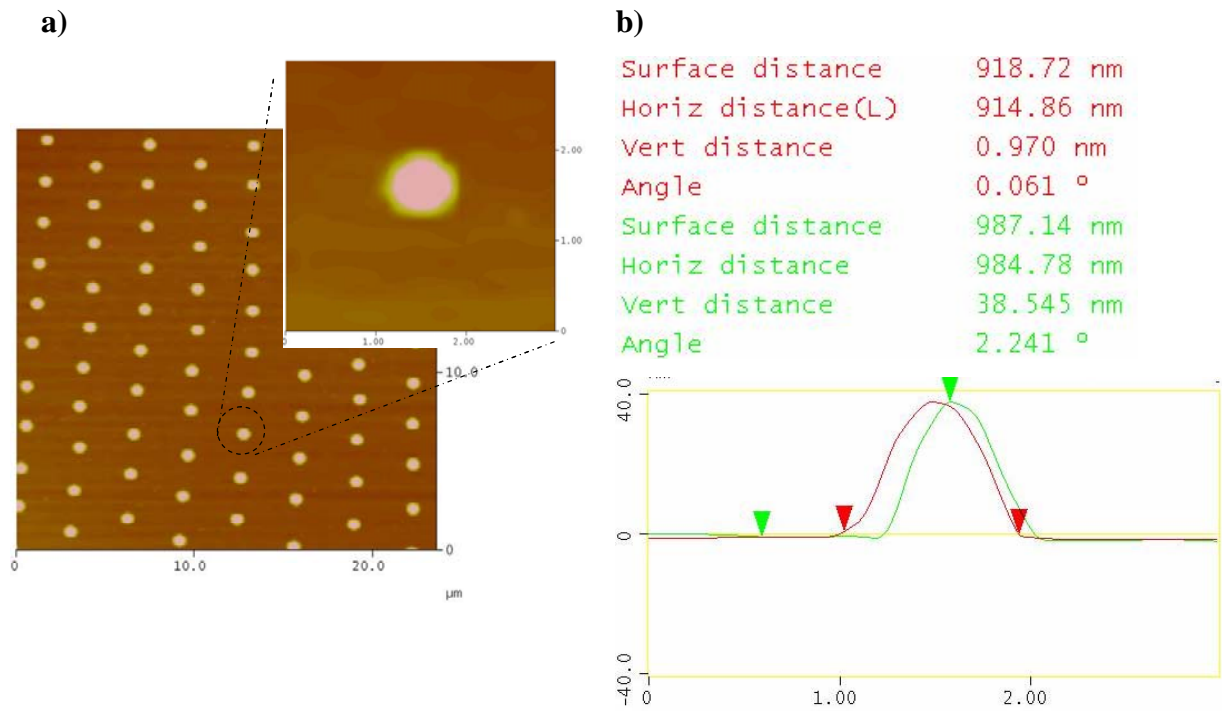 a)
b)
Surface distance 918.72 nm
Horiz distance(L) 914.86 nm
Vert distance 0.970 nm
Angle 0.061 °
Surface distance 987.14 nm
Horiz distance 984.78 nm
Vert distance 38.545 nm
Angle 2.241 °
2.00
1.00
0
0 1.00 2.00
10.0
0
0 10.0 20.0
µm
40.0
0
-40.0
0 1.00 2.00